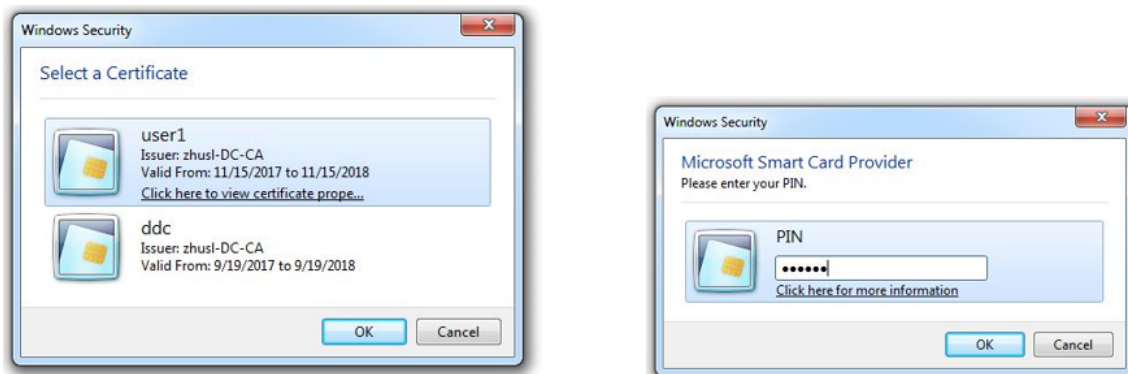 Windows Security
Select a Certificate
user1
Issuer: zhusl-DC-CA
Valid From: 11/15/2017 to 11/15/2018
Click here to view certificate prope...
ddc
Issuer: zhusl-DC-CA
Valid From: 9/19/2017 to 9/19/2018
OK
Cancel
Windows Security
Microsoft Smart Card Provider
Please enter your PIN.
PIN
••••••
Click here for more information
OK
Cancel